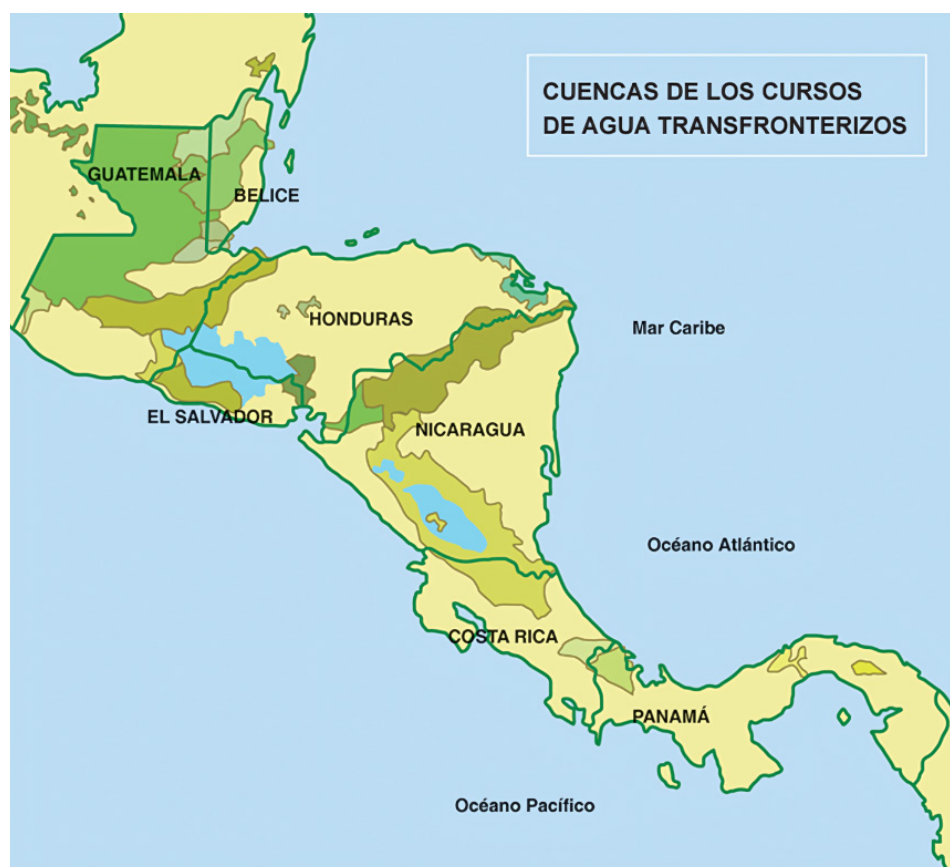 CUENCAS DE LOS CURSOS
DE AGUA TRANSFRONTERIZOS
GUATEMALA
BELICE
HONDURAS
Mar Caribe
EL SALVADOR
NICARAGUA
Océano Atlántico
COSTA RICA
PANAMÁ
Océano Pacífico